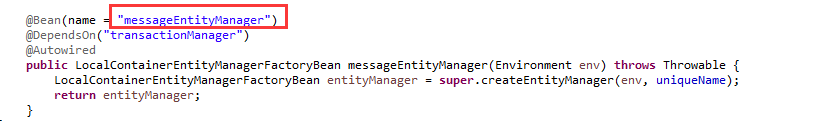 @Bean(name = "messageEntityManager")
@DependsOn("transactionManager")
@Autowired
public LocalContainerEntityManagerFactoryBean messageEntityManager(Environment env) throws Throwable {
LocalContainerEntityManagerFactoryBean entityManager = super.createEntityManager(env, uniqueName);
return entityManager;
}